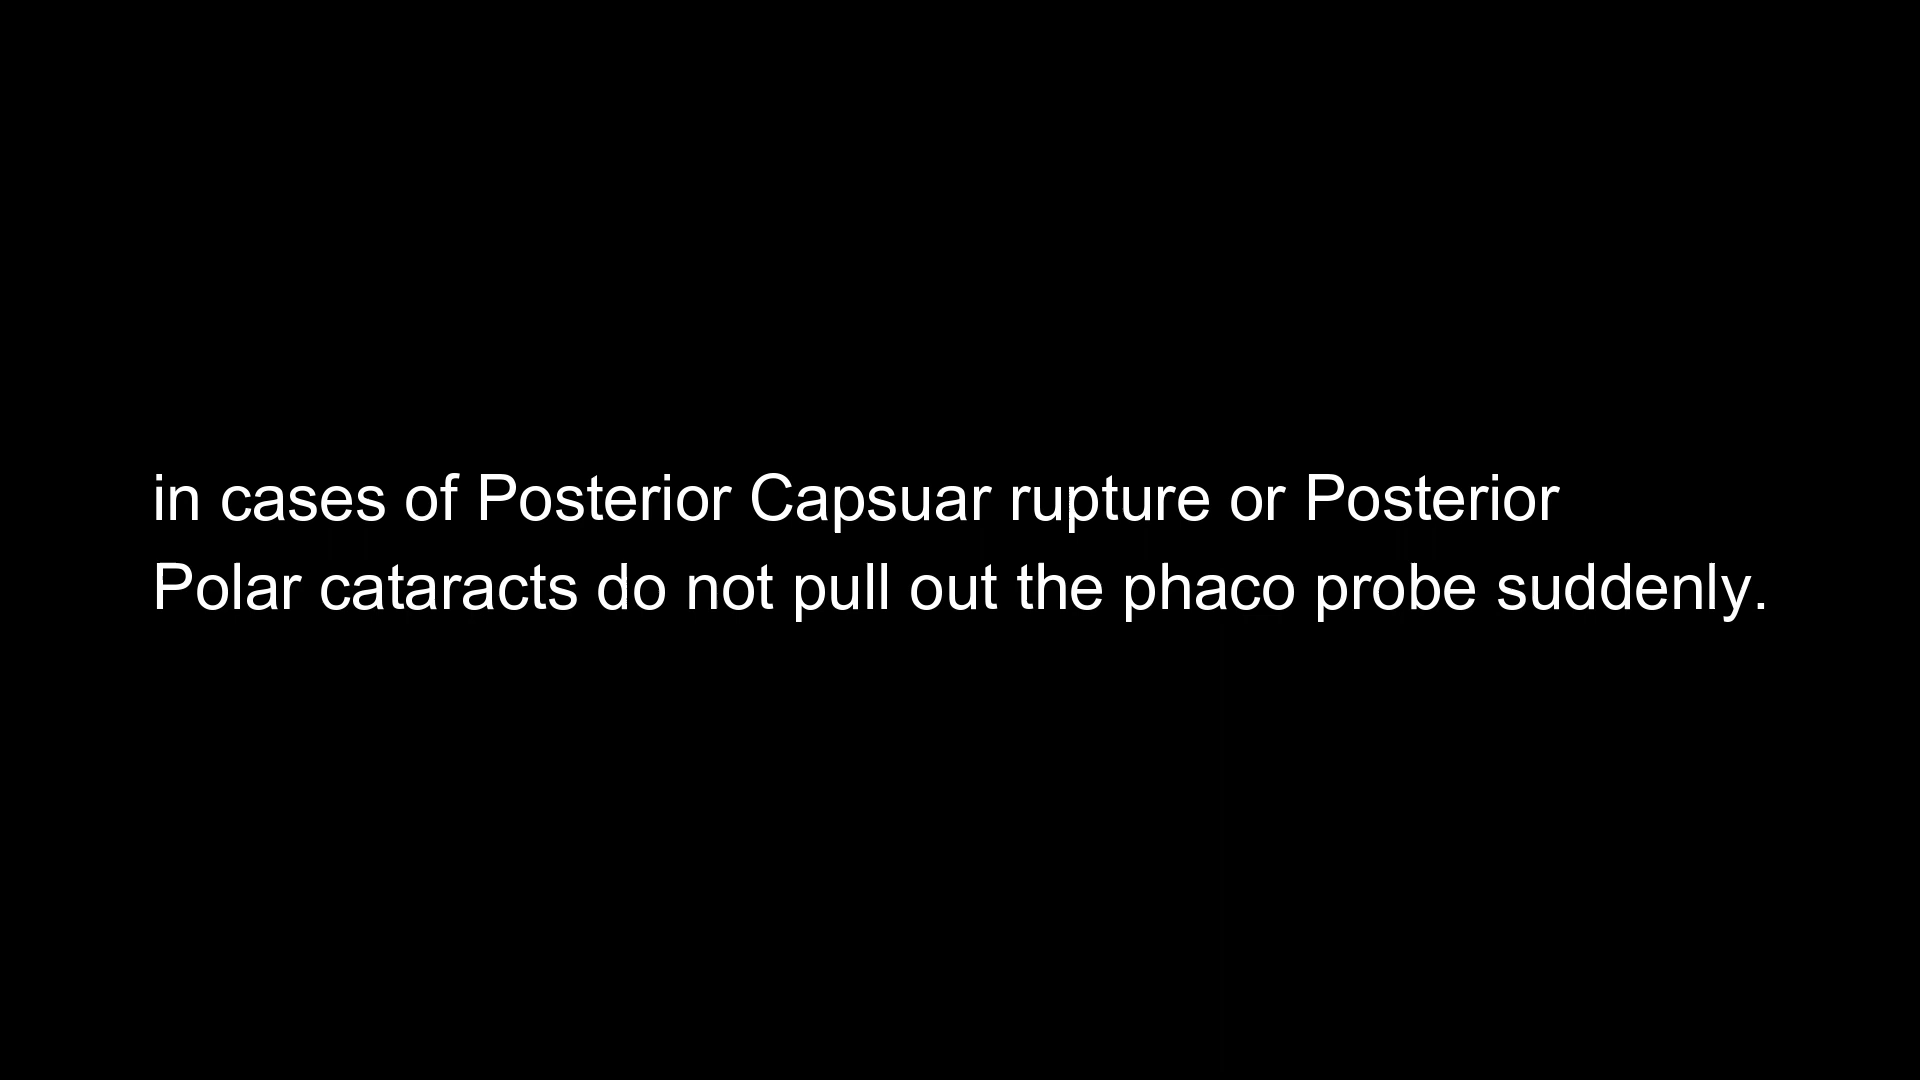 in cases of Posterior Capsuar rupture or Posterior
Polar cataracts do not pull out the phaco probe suddenly.